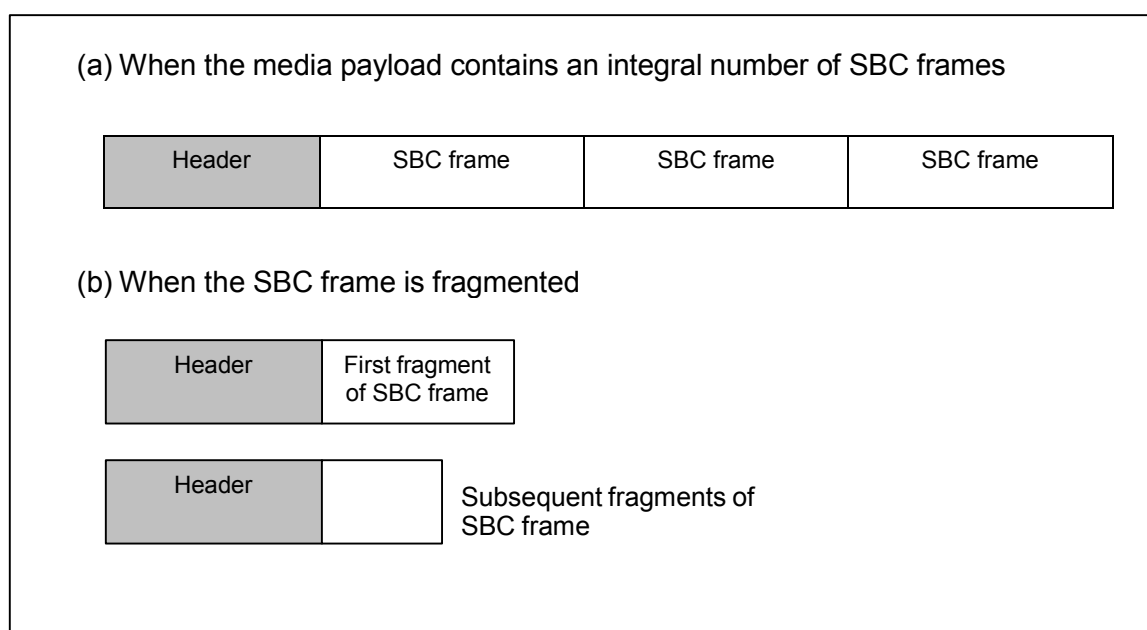 (a) When the media payload contains an integral number of SBC frames
Header SBC frame SBC frame SBC frame
(b) When the SBC frame is fragmented
Header First fragment
of SBC frame
Header
Subsequent fragments of
SBC frame